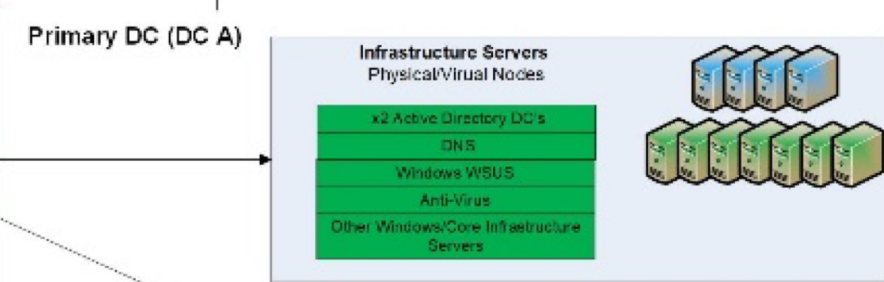 Primary DC (DC A)
Infrastructure Servers
Physical/Virual Nodes
x2 Active Directory DC's
DNS
Windows WSUS
Anti-Virus
Other Windows/Core Infrastructure
Servers